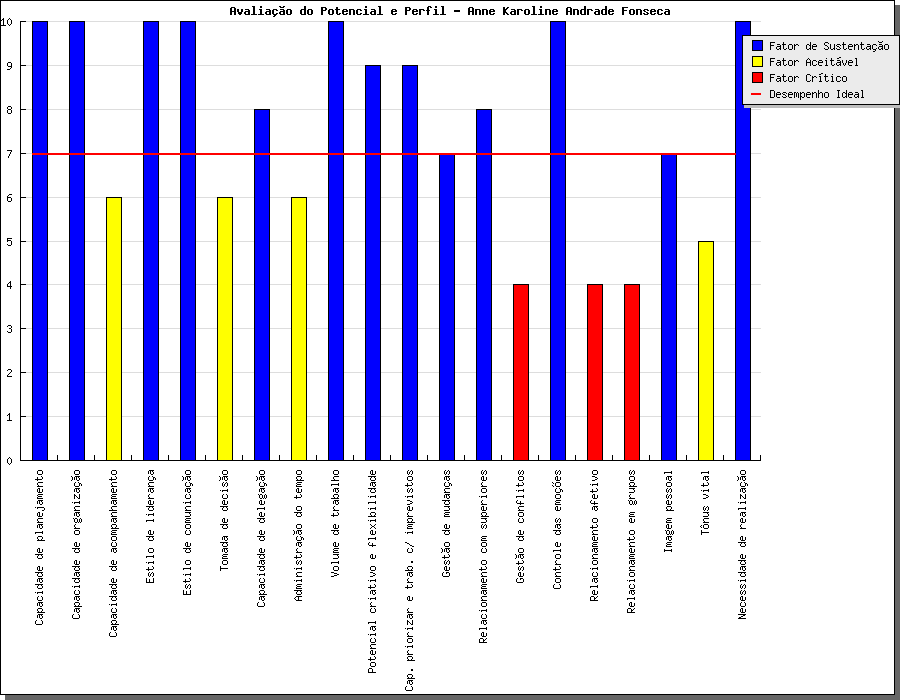 Avaliação do Potencial e Perfil - Anne Karoline Andrade Fonseca
10
9
8
7
6
5
4
3
2
1
0
Fator de Sustentação
Fator Aceitável
Fator Crítico
Desempenho Ideal
Capacidade de planejamento
Capacidade de organização
Capacidade de acompanhamento
Estilo de liderança
Estilo de comunicação
Tomada de decisão
Capacidade de delegação
Administração do tempo
Volume de trabalho
Potencial criativo e flexibilidade
Cap. priorizar e trab. c/ imprevistos
Gestão de mudanças
Relacionamento com superiores
Gestão de conflitos
Controle das emoções
Relacionamento afetivo
Relacionamento em grupos
Imagem pessoal
Tônus vital
Necessidade de realização